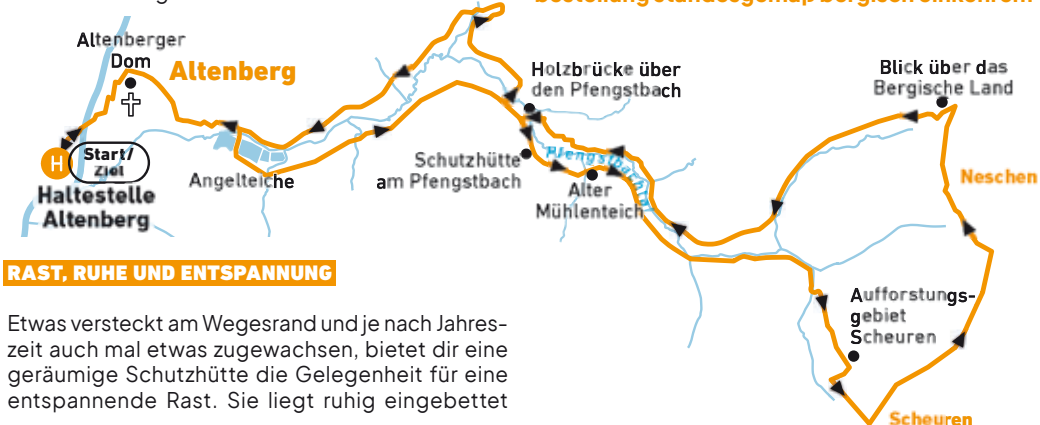 Altenberger
Dom
Altenberg
H
Start/
Ziel
Haltestelle
Altenberg
Angelteiche
Holzbrücke über
den Pfengstbach
Schutzhütte
am Pfengstbach
Pfengstbachtal
Alter
Mühlenteich
Blick über das
Bergische Land
Neschen
Aufforstungs-
gebiet
Scheuren
Scheuren
RAST, RUHE UND ENTSPANNUNG
Etwas versteckt am Wegesrand und je nach Jahres-
zeit auch mal etwas zugewachsen, bietet dir eine
geräumige Schutzhütte die Gelegenheit für eine
entspannende Rast. Sie liegt ruhig eingebettet